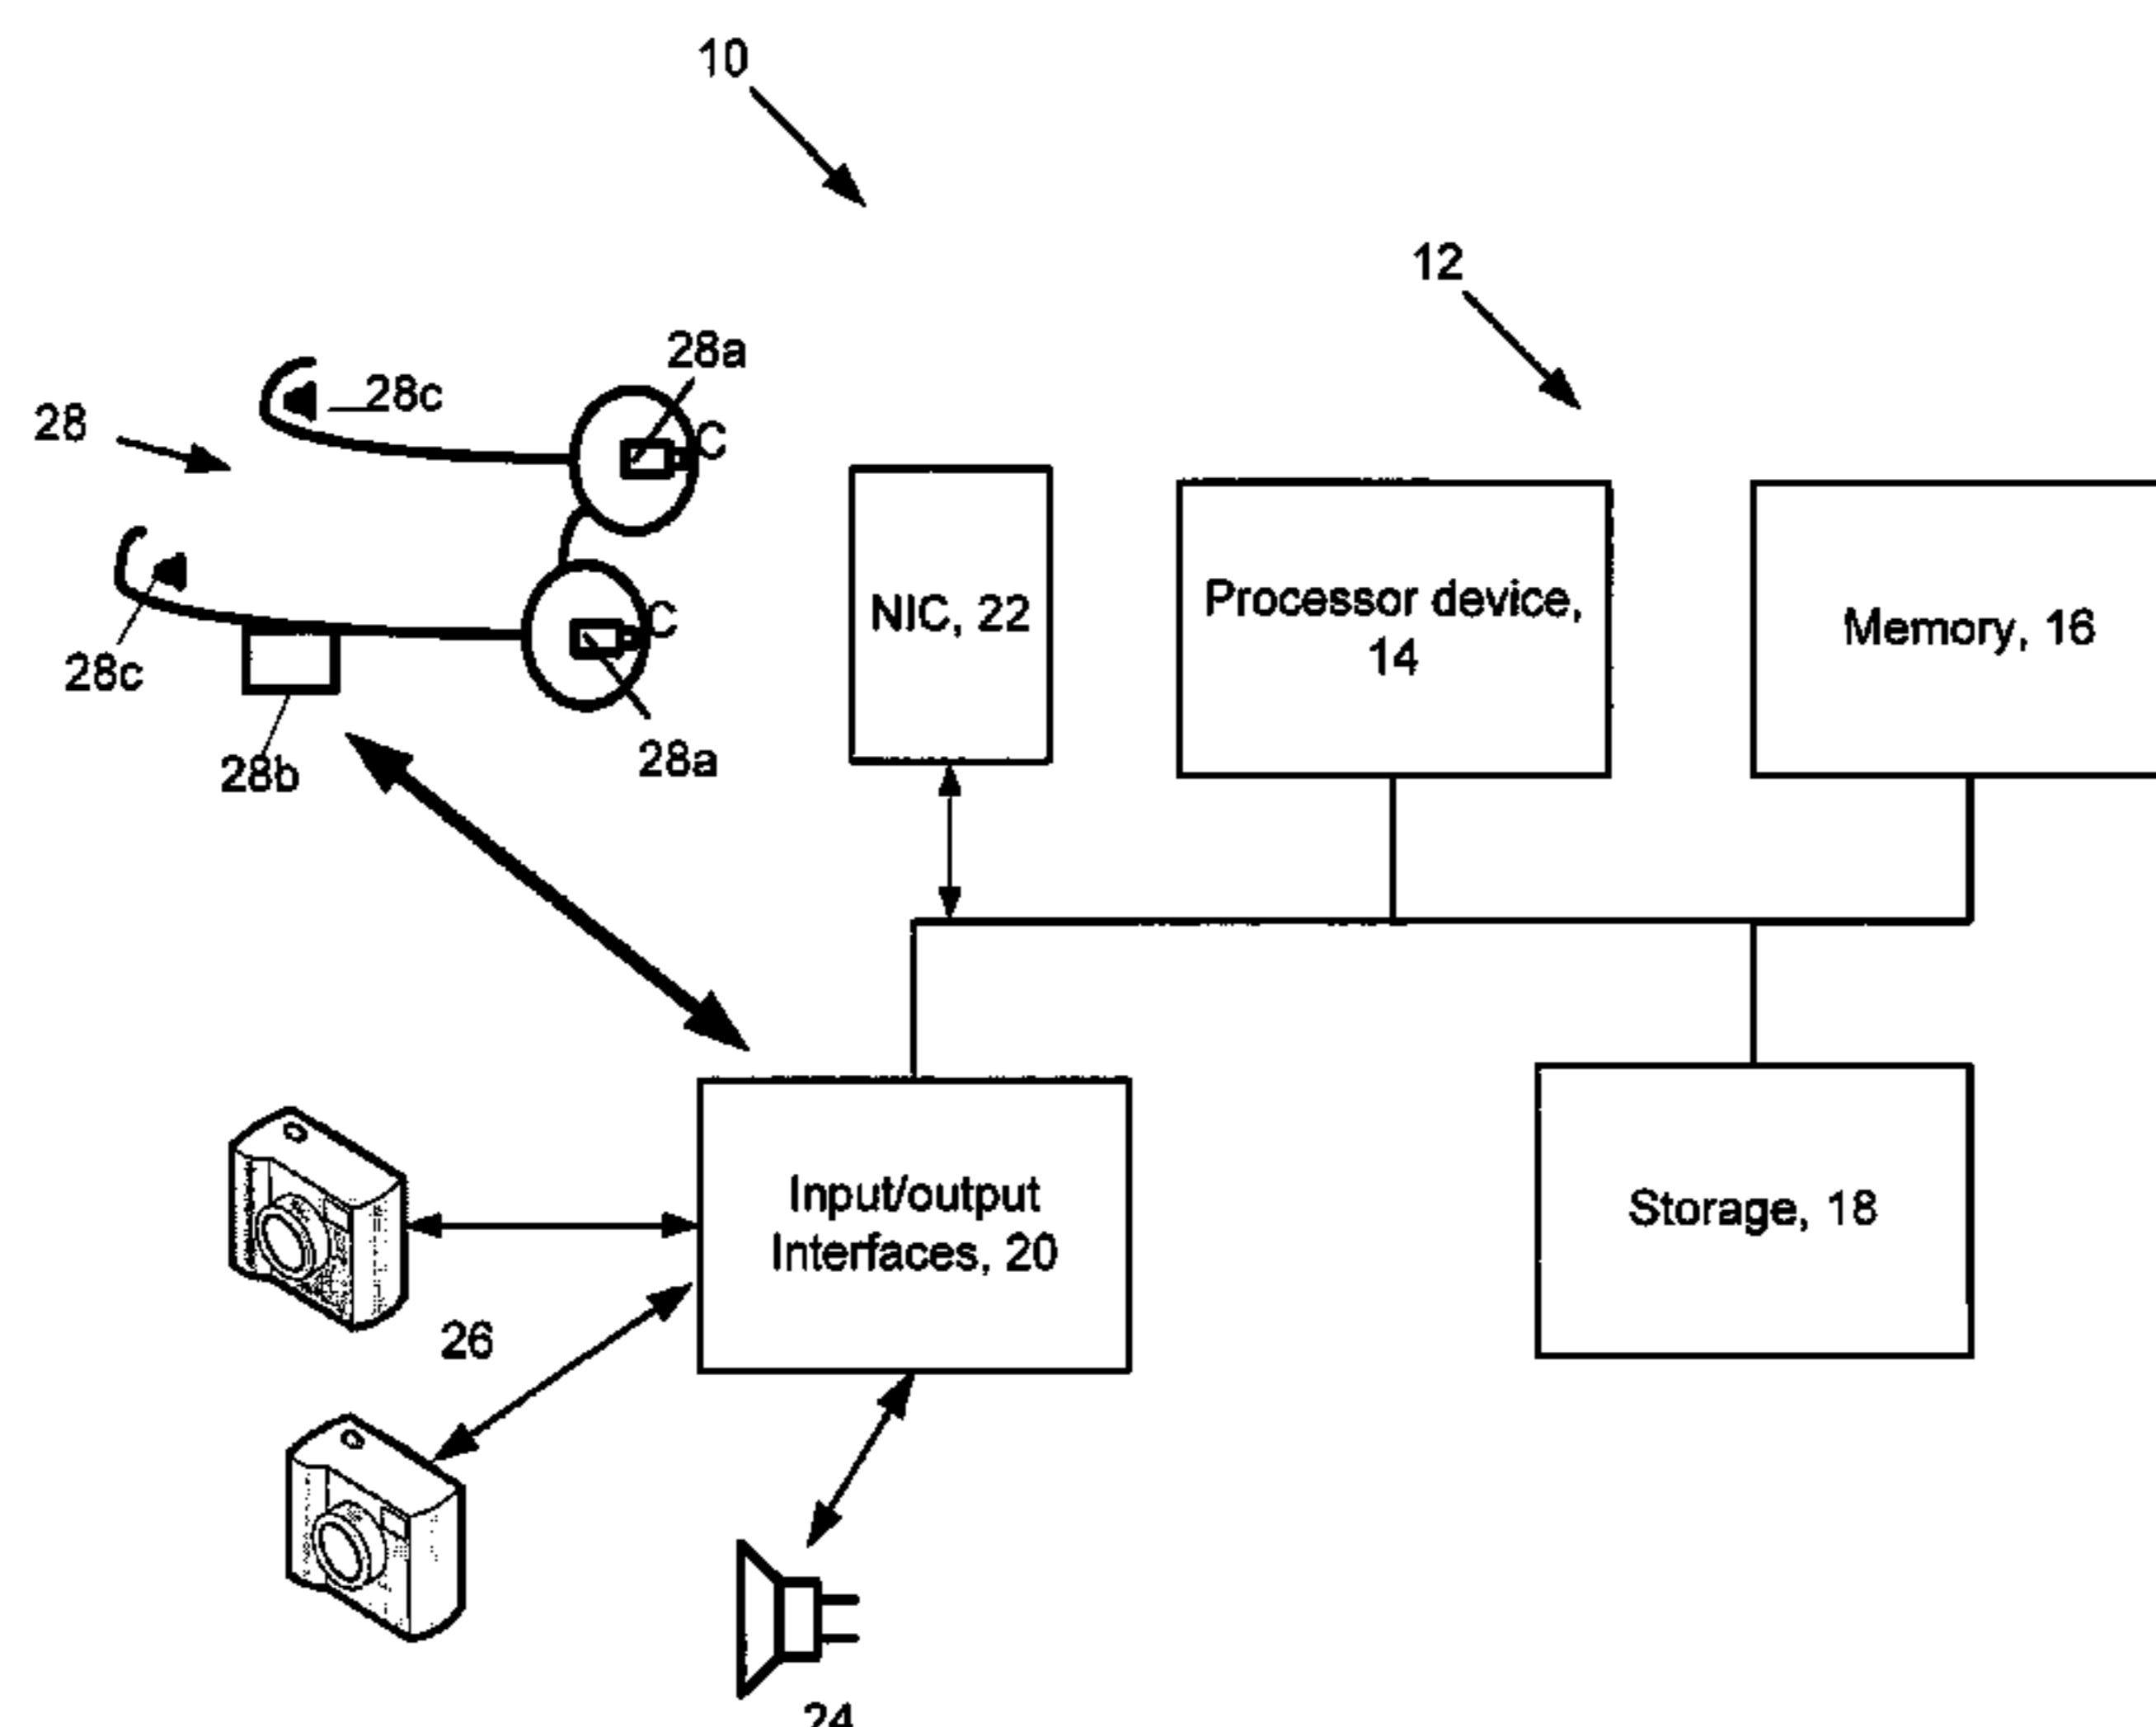 10
12
28a
28c
28
C
NIC, 22
Processor device,
14
Memory, 16
C
28c
28b
28a
Input/output
Interfaces, 20
Storage, 18
26
24